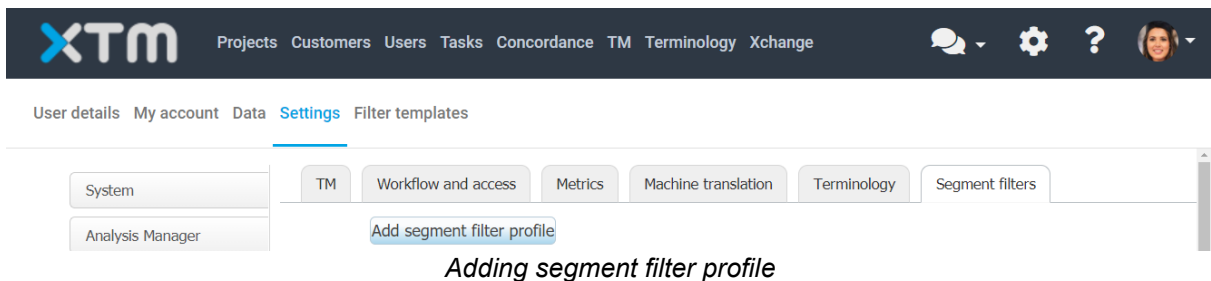 XTM Projects Customers Users Tasks Concordance TM Terminology Xchange ?
User details My account Data Settings Filter templates
System TM Workflow and access Metrics Machine translation Terminology Segment filters
Analysis Manager Add segment filter profile
Adding segment filter profile